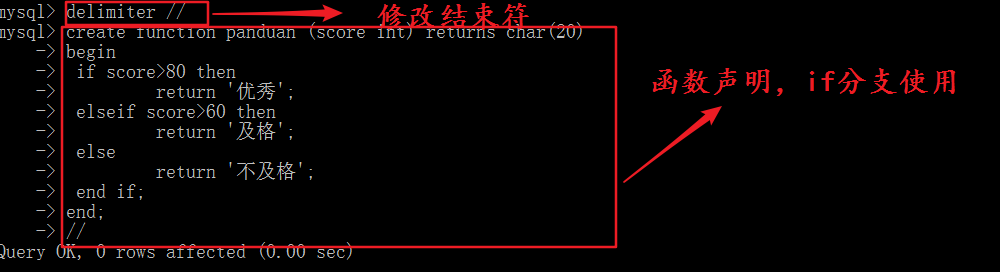 mysql> delimiter //
修改结束符
mysql> create function panduan (score int) returns char(20)
-> begin
-> if score>80 then
-> return '优秀';
-> elseif score>60 then
-> return '及格';
-> else
-> return '不及格';
-> end if;
-> end;
-> //
函数声明，if分支使用
Query OK, 0 rows affected (0.00 sec)